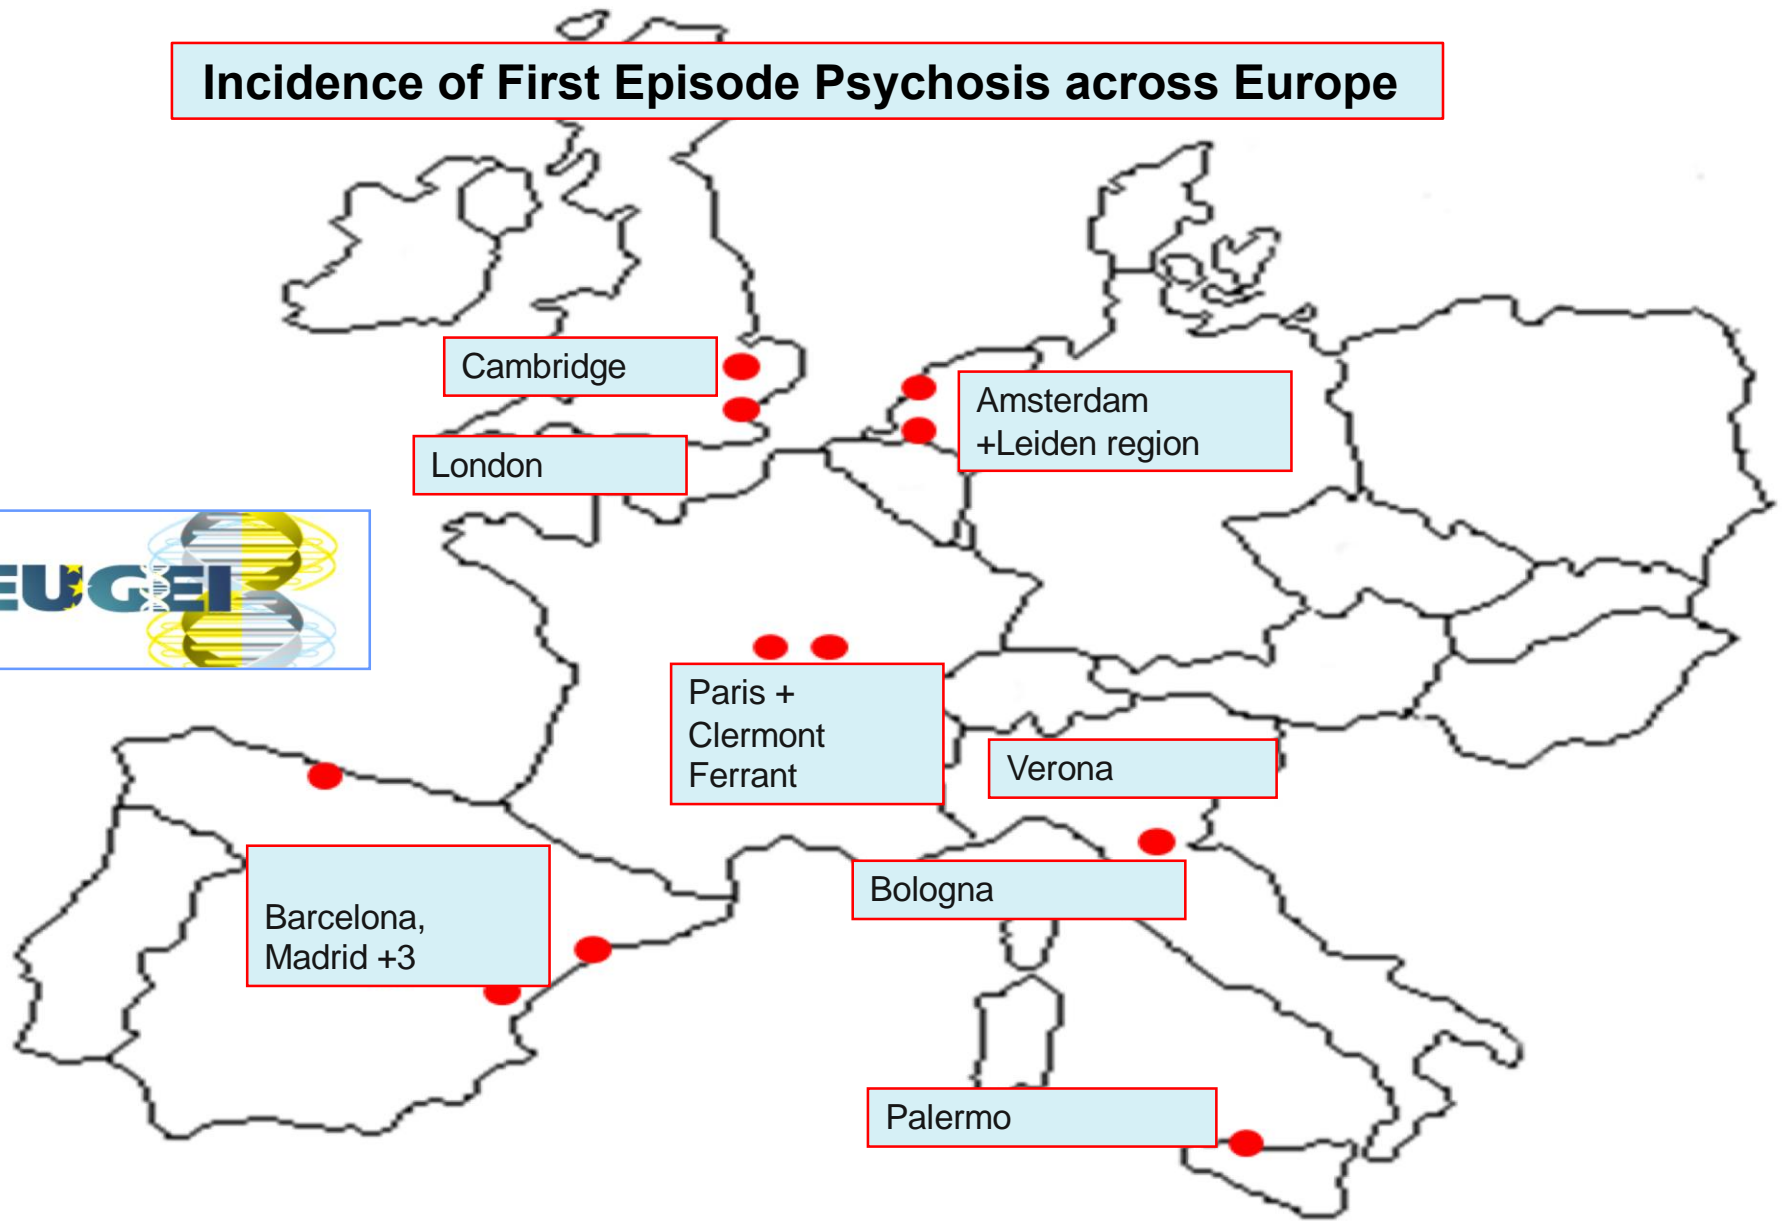 Incidence of First Episode Psychosis across Europe
Cambridge
Amsterdam
+Leiden region
London
EUGEI
Paris +
Clermont
Ferrant
Verona
Bologna
Barcelona,
Madrid +3
Palermo